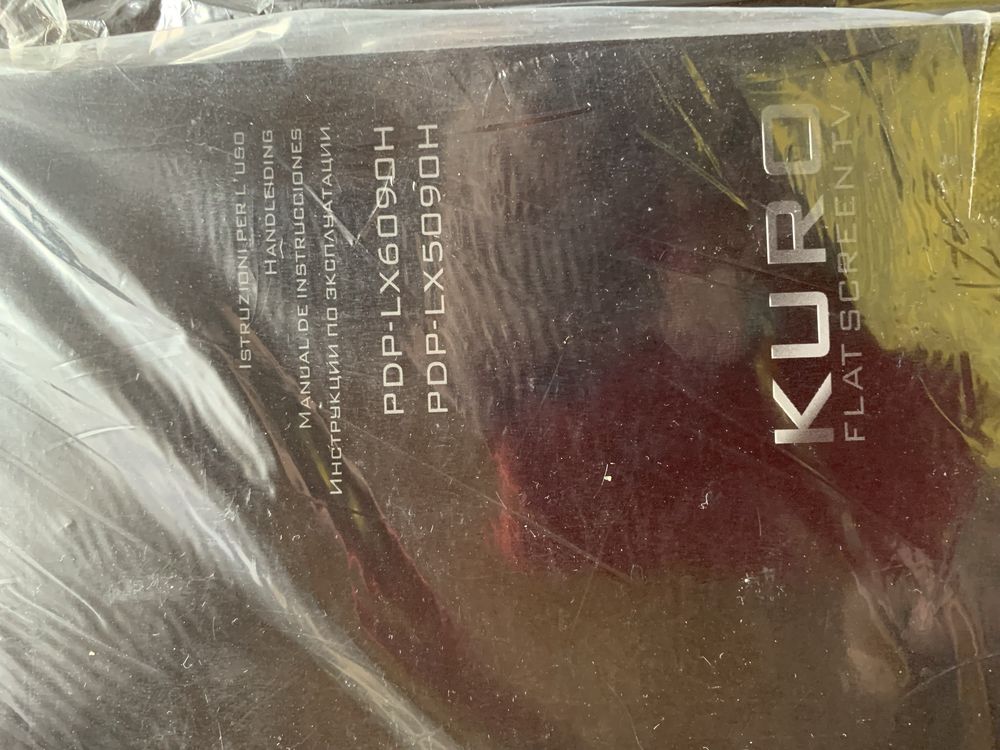 KURO
FLAT SCREEN TV
PDP-LX5090H
PDP-LX6090H
Инструкции по эксплуатации
Manual de instrucciones
Handleiding
Istruzioni per l'uso